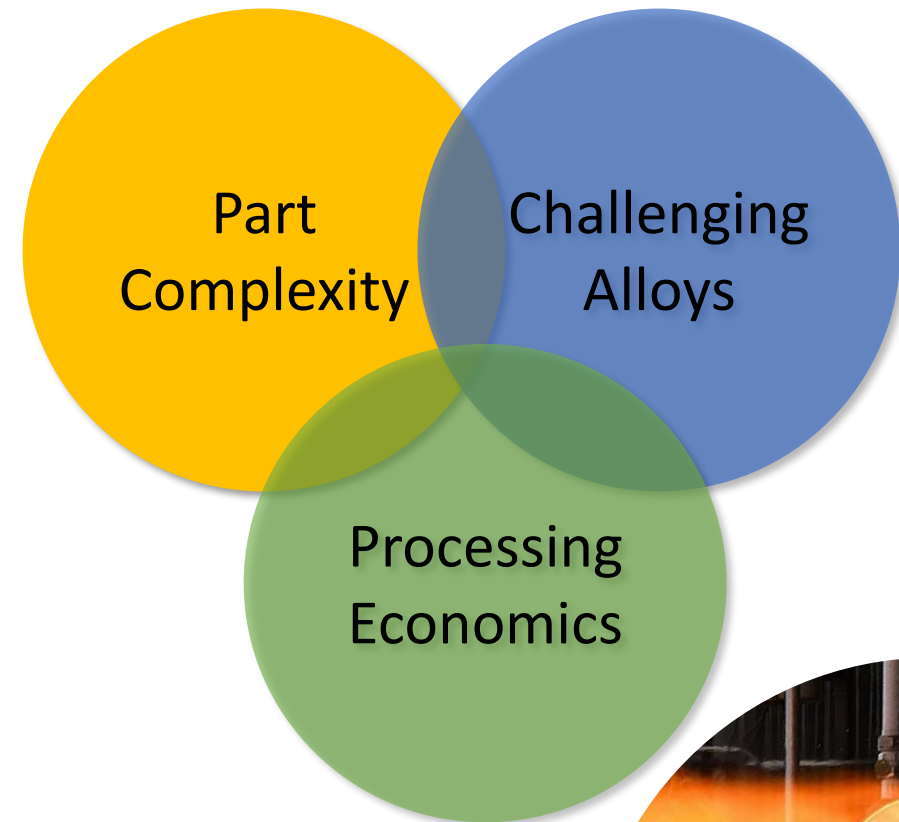 Part
Complexity
Challenging
Alloys
Processing
Economics